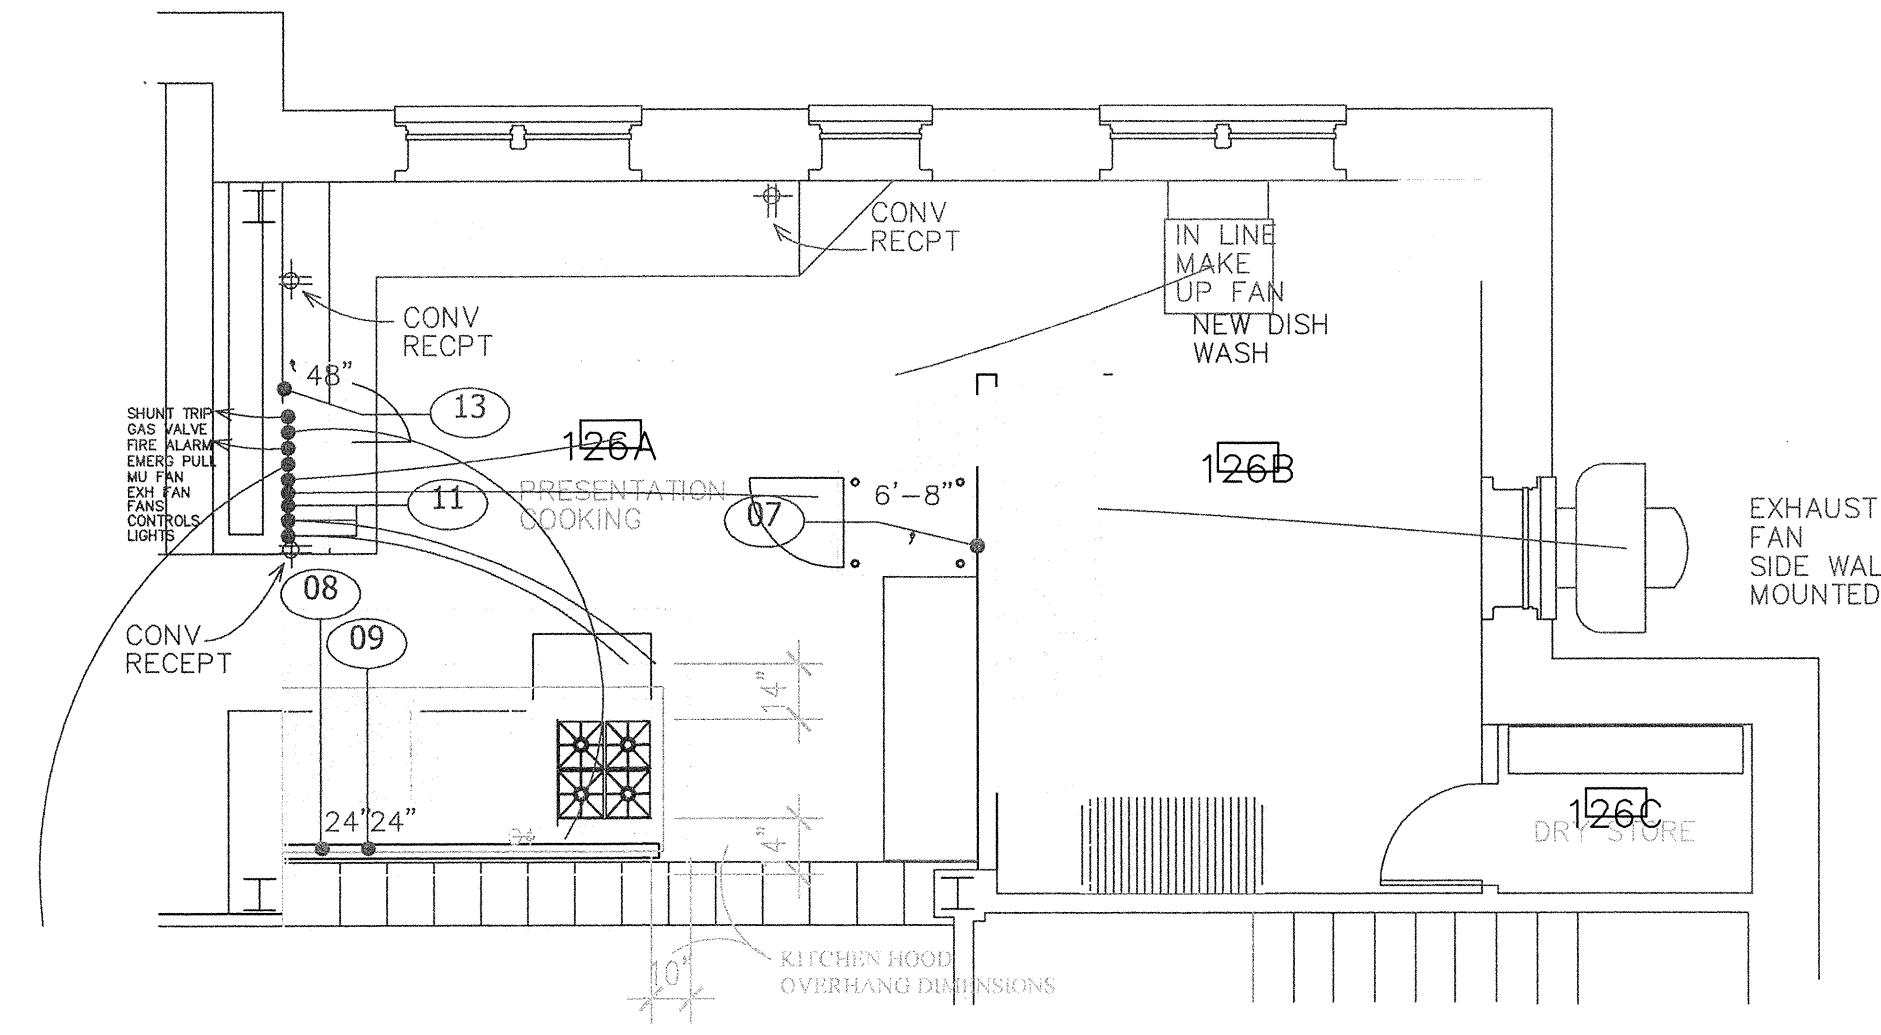 CONV
RECPT
IN LINE
MAKE
UP FAN
NEW DISH
WASH
CONV
RECPT
48"
13
SHUNT TRIP
GAS VALVE
FIRE ALARM
EMERG PULL
MU FAN
EXH FAN
FANS
CONTROLS
LIGHTS
126A
PRESENTATION
COOKING
11
07
6'-8"
126B
EXHAUST
FAN
SIDE WAL
MOUNTED
08
09
CONV
RECEPT
14"
24"
24"
4"
126C
DRY STORE
10"
KITCHEN HOOD
OVERHANG DIMENSIONS